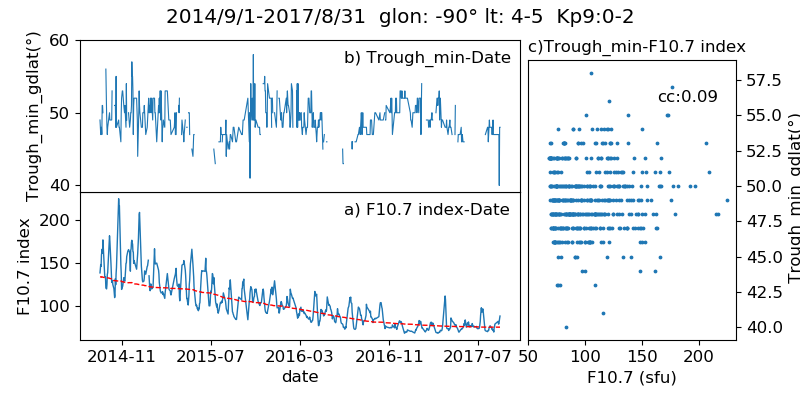 2014/9/1-2017/8/31  glon: -90° lt: 4-5  Kp9:0-2
b) Trough_min-Date
Trough_min_gdlat(°)
60
50
40
a) F10.7 index-Date
F10.7 index
200
150
100
2014-11
2015-07
2016-03
2016-11
2017-07
date
c)Trough_min-F10.7 index
cc:0.09
57.5
55.0
52.5
50.0
47.5
45.0
42.5
40.0
Trough_min_gdlat(°)
50
100
150
200
F10.7 (sfu)